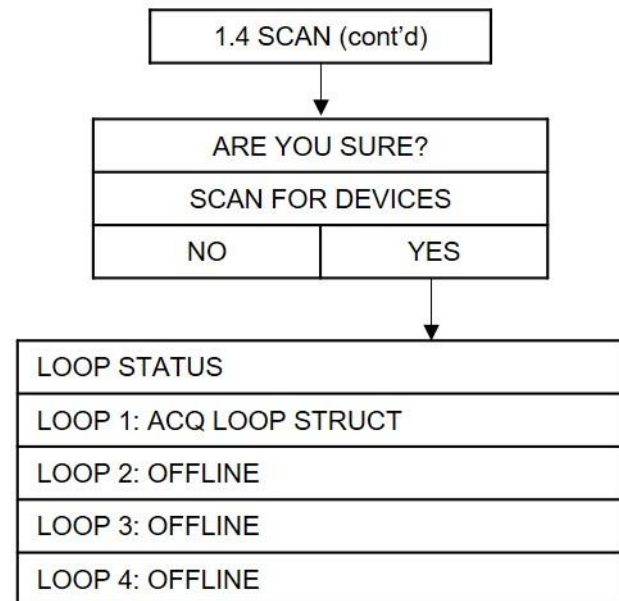 1.4 SCAN (cont’d)
ARE YOU SURE?
SCAN FOR DEVICES
NO YES
LOOP STATUS
LOOP 1: ACQ LOOP STRUCT
LOOP 2: OFFLINE
LOOP 3: OFFLINE
LOOP 4: OFFLINE